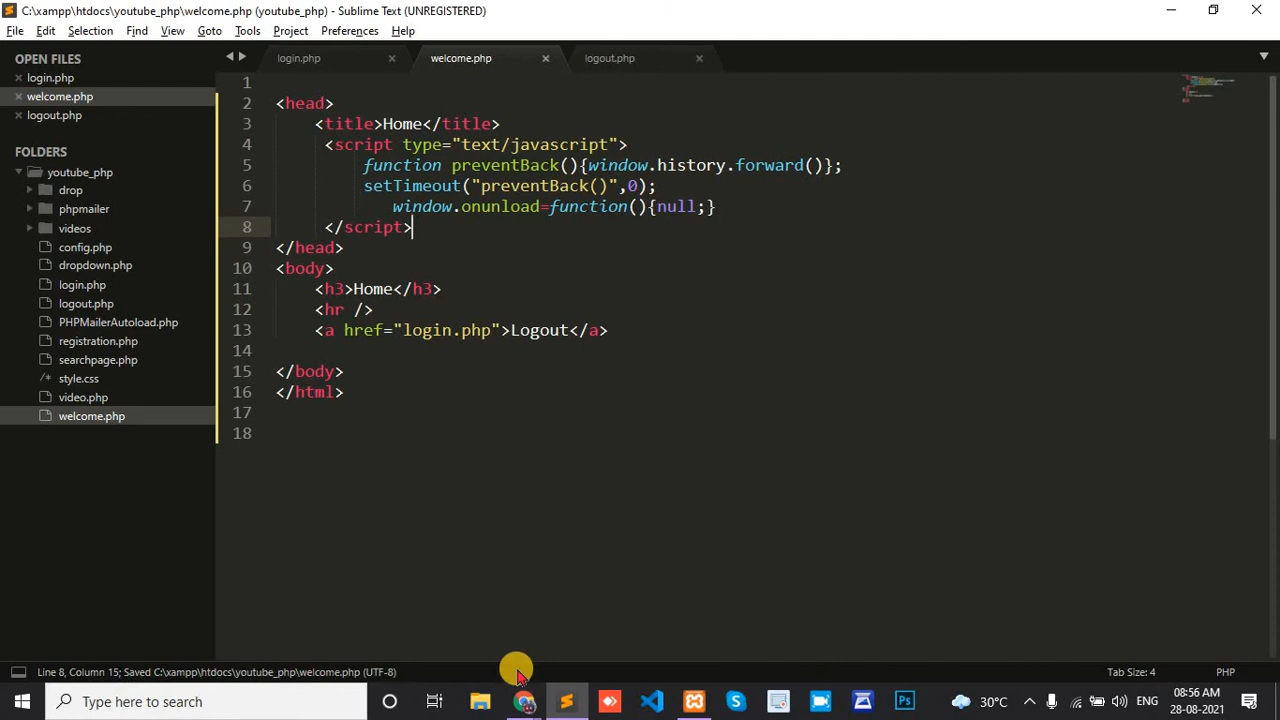 C:\xampp\htdocs\youtube_php\welcome.php (youtube_php) - Sublime Text (UNREGISTERED)
File Edit Selection Find View Goto Tools Project Preferences Help
OPEN FILES
login.php
welcome.php
logout.php
FOLDERS
youtube_php
drop
phpmailer
videos
config.php
dropdown.php
login.php
logout.php
PHPMailerAutoload.php
registration.php
searchpage.php
style.css
video.php
welcome.php
login.php welcome.php logout.php
1
2 <head>
3 <title>Home</title>
4 <script type="text/javascript">
5 function preventBack(){window.history.forward()};
6 setTimeout("preventBack()",0);
7 window.onunload=function(){null;}
8 </script>
9 </head>
10 <body>
11 <h3>Home</h3>
12 <hr />
13 <a href="login.php">Logout</a>
14
15 </body>
16 </html>
17
18
Line 8, Column 15; Saved C:\xampp\htdocs\youtube_php\welcome.php (UTF-8) Tab Size: 4 PHP
Type here to search
30°C ENG 08:56 AM
28-08-2021